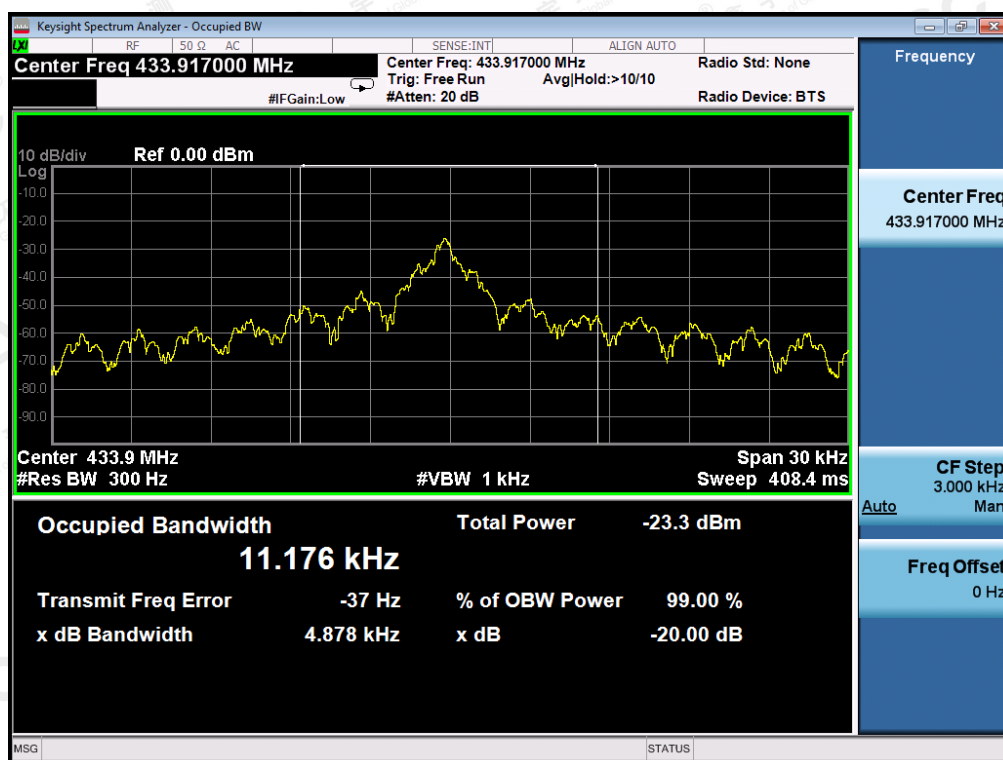 Keysight Spectrum Analyzer - Occupied BW
LXI RF 50 Ω AC SENSE:INT ALIGN AUTO
Center Freq 433.917000 MHz
#IFGain:Low
Center Freq: 433.917000 MHz
Trig: Free Run Avg|Hold:>10/10
#Atten: 20 dB
Radio Std: None
Radio Device: BTS
10 dB/div Ref 0.00 dBm
Log
-10.0
-20.0
-30.0
-40.0
-50.0
-60.0
-70.0
-80.0
-90.0
Center 433.9 MHz Span 30 kHz
#Res BW 300 Hz #VBW 1 kHz Sweep 408.4 ms
Occupied Bandwidth Total Power -23.3 dBm
11.176 kHz
Transmit Freq Error -37 Hz % of OBW Power 99.00 %
x dB Bandwidth 4.878 kHz x dB -20.00 dB
Frequency
Center Freq
433.917000 MHz
CF Step
3.000 kHz
Auto Man
Freq Offset
0 Hz
MSG STATUS